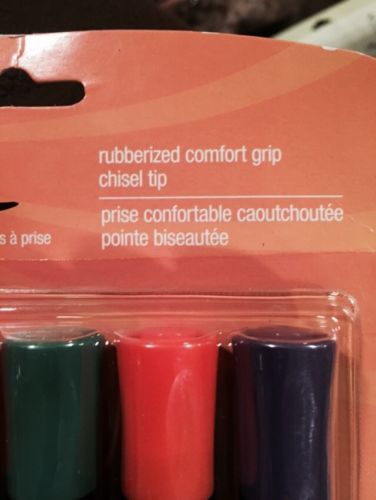 rubberized comfort grip
chisel tip
prise confortable caoutchoutée
s à prise
pointe biseautée